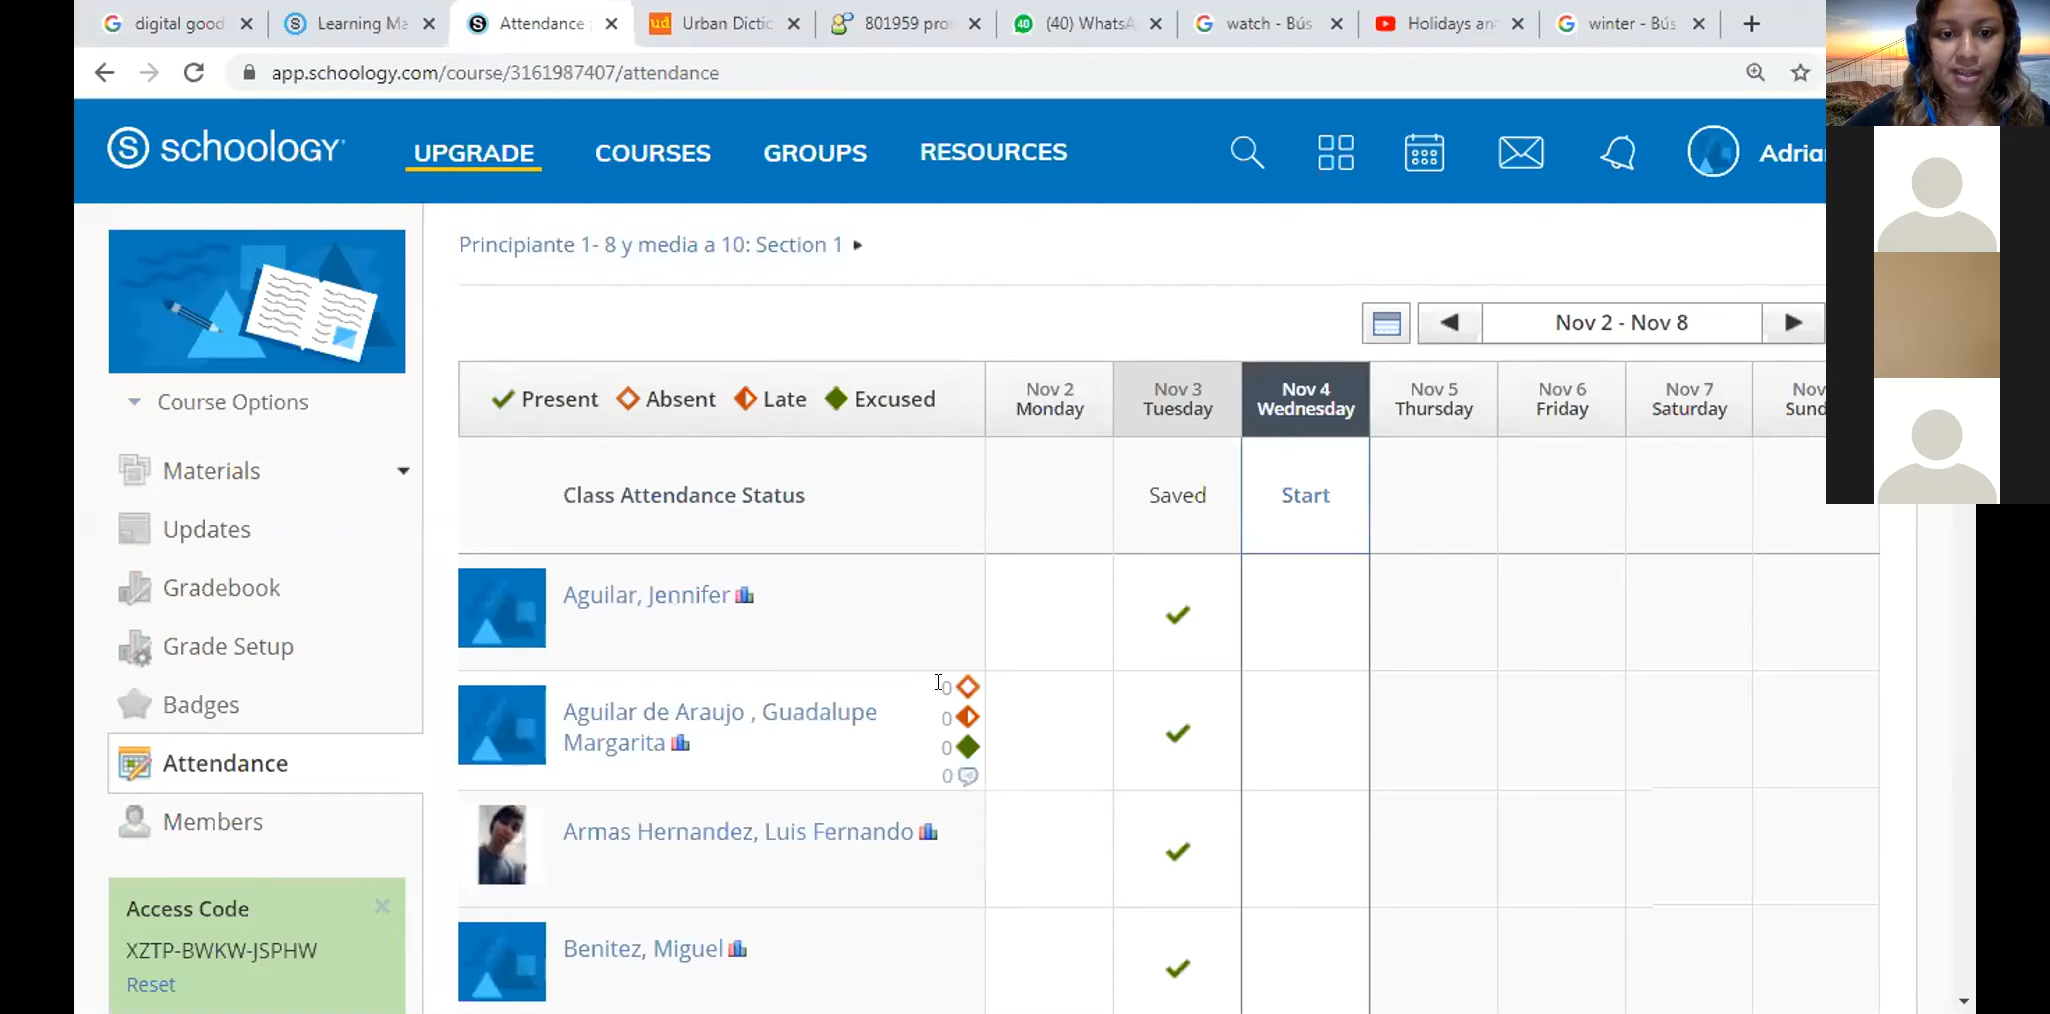 digital good
Learning Ma
Attendance
ud Urban Dictic
801959 pro
40 (40) WhatsA
watch - Bús
Holidays an
winter - Bús
app.schoology.com/course/3161987407/attendance
S schoology
UPGRADE
COURSES
GROUPS
RESOURCES
Adria
Principiante 1- 8 y media a 10: Section 1
Nov 2 - Nov 8
Course Options
Present Absent Late Excused
Nov 2
Monday
Nov 3
Tuesday
Nov 4
Wednesday
Nov 5
Thursday
Nov 6
Friday
Nov 7
Saturday
Nov
Sund
Materials
Updates
Gradebook
Grade Setup
Badges
Attendance
Members
Class Attendance Status
Saved
Start
Aguilar, Jennifer
Aguilar de Araujo , Guadalupe
Margarita
0
0
0
0
Armas Hernandez, Luis Fernando
Benitez, Miguel
Access Code
XZTP-BWKW-JSPHW
Reset